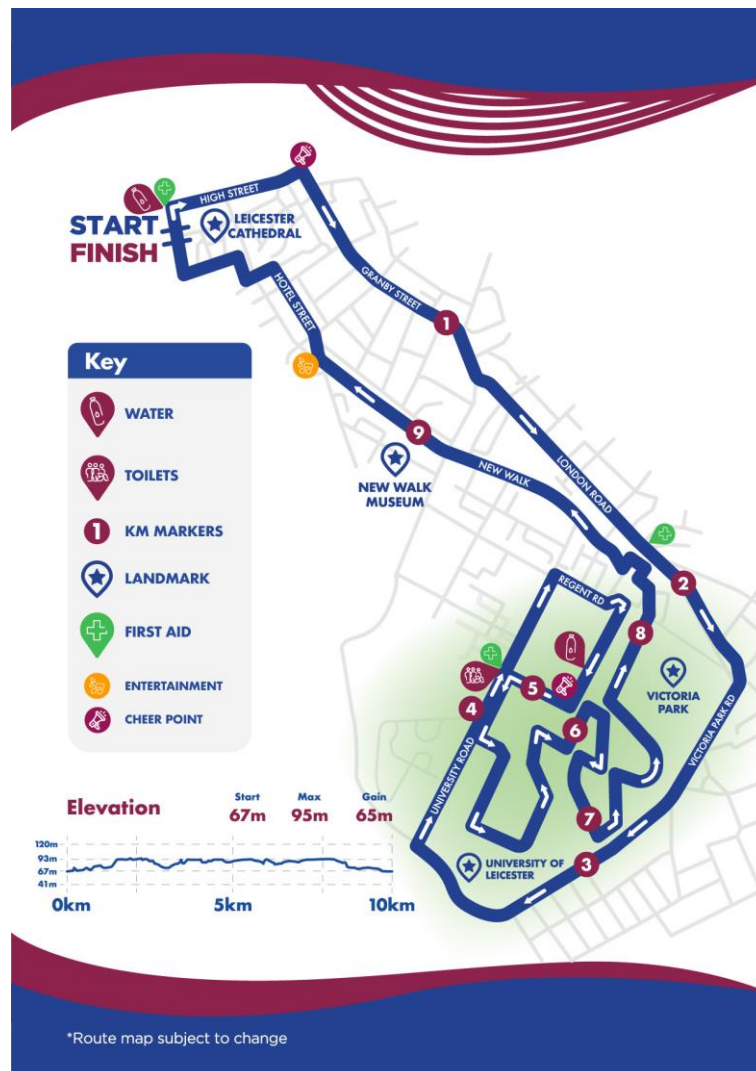 HIGH STREET
START
FINISH
LEICESTER
CATHEDRAL
HOTEL STREET
GRANBY STREET
1
Key
WATER
TOILETS
1
KM MARKERS
LANDMARK
FIRST AID
ENTERTAINMENT
CHEER POINT
9
NEW WALK
MUSEUM
NEW WALK
LONDON ROAD
2
REGENT RD
8
5
4
6
VICTORIA
PARK
VICTORIA PARK RD
UNIVERSITY ROAD
7
3
UNIVERSITY OF
LEICESTER
Elevation
Start
67m
Max
95m
Gain
65m
120m
93m
67m
41m
0km
5km
10km
*Route map subject to change